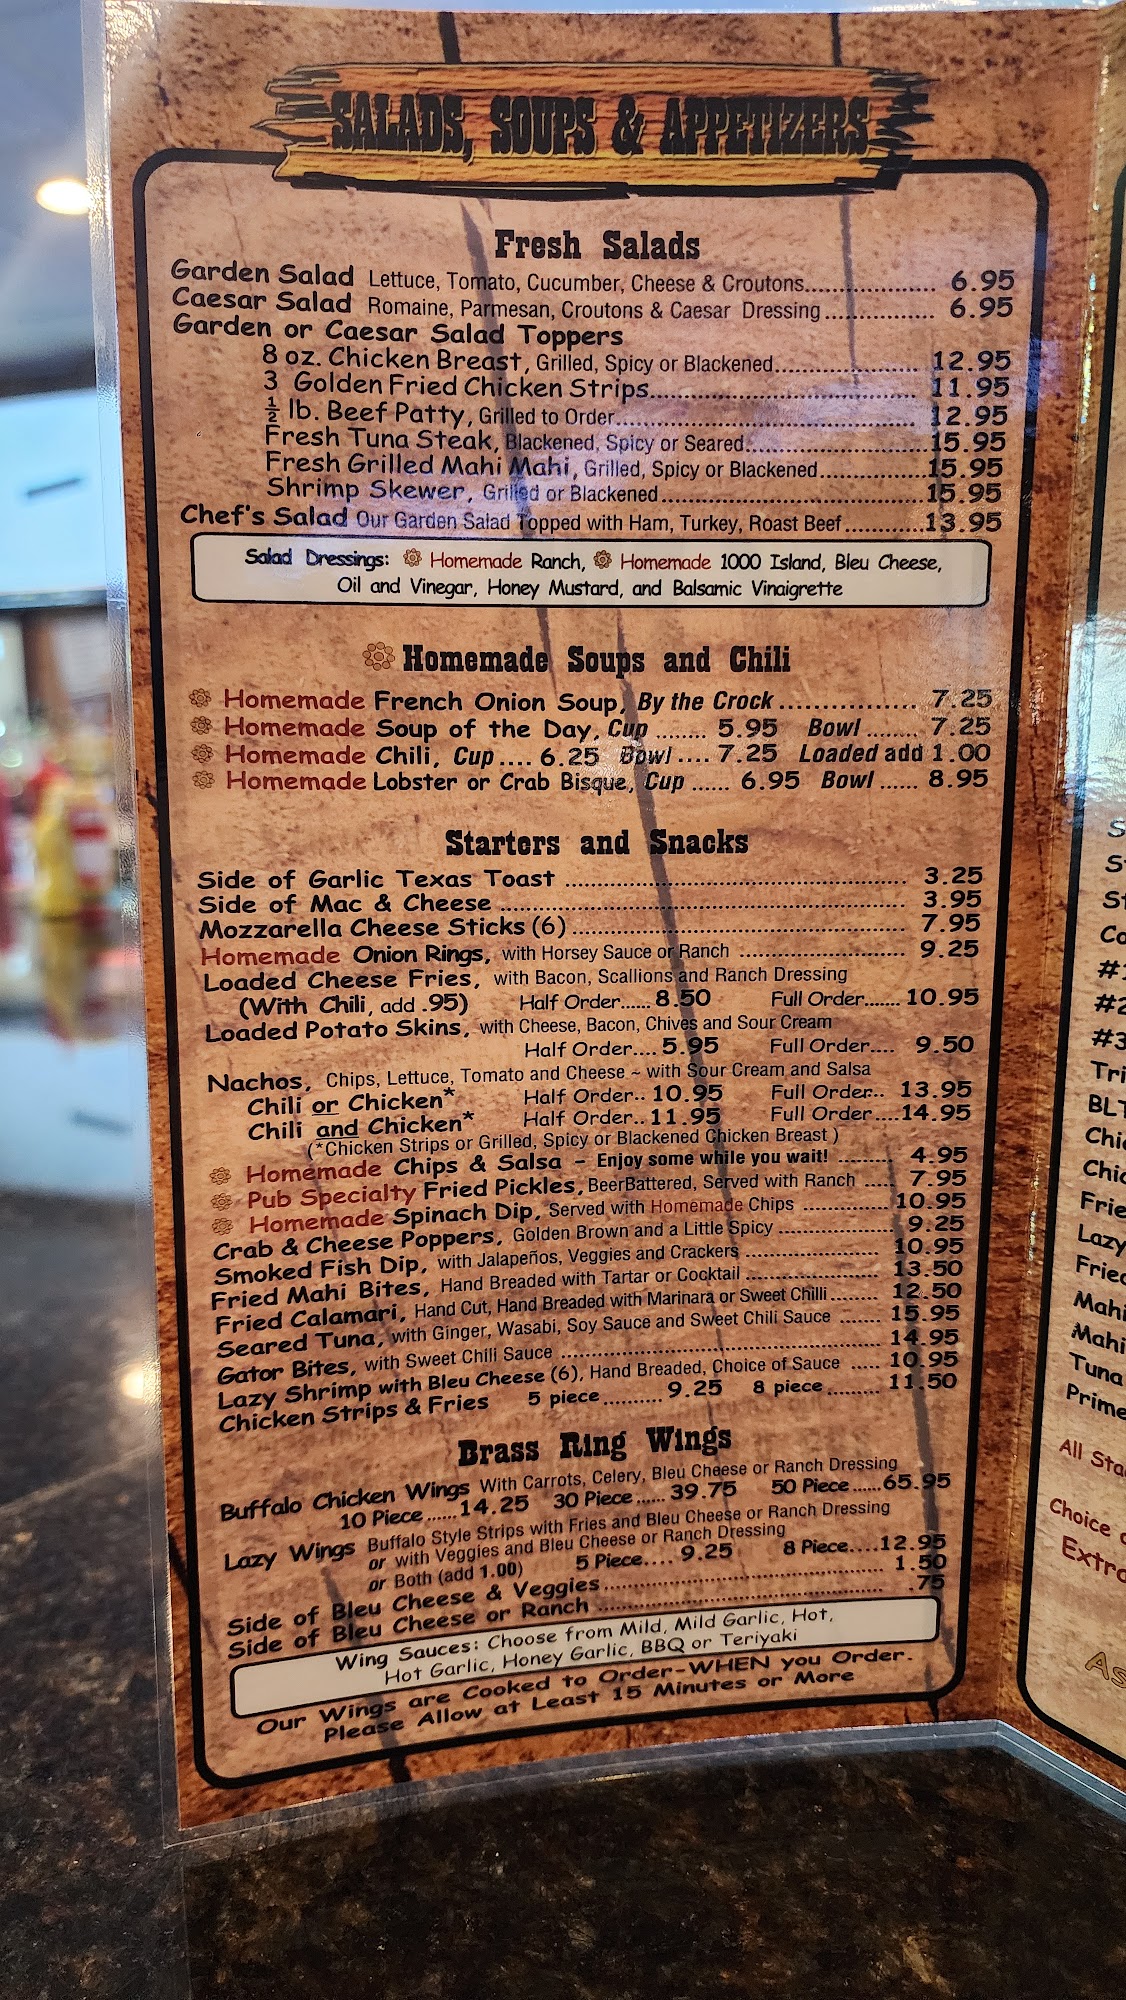 SALADS, SOUPS & APPETIZERS
Fresh Salads
Garden Salad Lettuce, Tomato, Cucumber, Cheese & Croutons.................. 6.95
Caesar Salad Romaine, Parmesan, Croutons & Caesar Dressing ............... 6.95
Garden or Caesar Salad Toppers
8 oz. Chicken Breast, Grilled, Spicy or Blackened...................... 12.95
3 Golden Fried Chicken Strips......................................... 11.95
½ lb. Beef Patty, Grilled to Order............................................... 12.95
Fresh Tuna Steak, Blackened, Spicy or Seared............................15.95
Fresh Grilled Mahi Mahi, Grilled, Spicy or Blackened.................15.95
Shrimp Skewer, Grilled or Blackened..........................................15.95
Chef's Salad Our Garden Salad Topped with Ham, Turkey, Roast Beef............13.95
Salad Dressings: Homemade Ranch, Homemade 1000 Island, Bleu Cheese,
Oil and Vinegar, Honey Mustard, and Balsamic Vinaigrette
Homemade Soups and Chili
Homemade French Onion Soup, By the Crock ................. 7.25
Homemade Soup of the Day, Cup ........ 5.95 Bowl ........ 7.25
Homemade Chili, Cup .... 6.25 Bowl .... 7.25 Loaded add 1.00
Homemade Lobster or Crab Bisque, Cup ...... 6.95 Bowl ...... 8.95
Starters and Snacks
Side of Garlic Texas Toast ................................................ 3.25
Side of Mac & Cheese ......................................................... 3.95
Mozzarella Cheese Sticks (6).............................................. 7.95
Homemade Onion Rings, with Horsey Sauce or Ranch ........................ 9.25
Loaded Cheese Fries, with Bacon, Scallions and Ranch Dressing
(With Chili, add .95) Half Order...... 8.50 Full Order....... 10.95
Loaded Potato Skins, with Cheese, Bacon, Chives and Sour Cream
Half Order.... 5.95 Full Order.... 9.50
Nachos, Chips, Lettuce, Tomato and Cheese ~ with Sour Cream and Salsa
Chili or Chicken* Half Order.. 10.95 Full Order.. 13.95
Chili and Chicken* Half Order.. 11.95 Full Order....14.95
(*Chicken Strips or Grilled, Spicy or Blackened Chicken Breast )
Homemade Chips & Salsa - Enjoy some while you wait! ......... 4.95
Pub Specialty Fried Pickles, BeerBattered, Served with Ranch ..... 7.95
Homemade Spinach Dip, Served with Homemade Chips .............. 10.95
Crab & Cheese Poppers, Golden Brown and a Little Spicy ................. 9.25
Smoked Fish Dip, with Jalapeños, Veggies and Crackers ..................... 10.95
Fried Mahi Bites, Hand Breaded with Tartar or Cocktail ..................... 13.50
Fried Calamari, Hand Cut, Hand Breaded with Marinara or Sweet Chilli........ 12.50
Seared Tuna, with Ginger, Wasabi, Soy Sauce and Sweet Chili Sauce ....... 15.95
Gator Bites, with Sweet Chili Sauce ..................................................... 14.95
Lazy Shrimp with Bleu Cheese (6), Hand Breaded, Choice of Sauce ..... 10.95
Chicken Strips & Fries 5 piece.......... 9.25 8 piece......... 11.50
Brass Ring Wings
Buffalo Chicken Wings With Carrots, Celery, Bleu Cheese or Ranch Dressing
10 Piece ......14.25 30 Piece ...... 39.75 50 Piece ......65.95
Lazy Wings Buffalo Style Strips with Fries and Bleu Cheese or Ranch Dressing
or with Veggies and Bleu Cheese or Ranch Dressing
or Both (add 1.00) 5 Piece.... 9.25 8 Piece....12.95
Side of Bleu Cheese & Veggies............................................. 1.50
Side of Bleu Cheese or Ranch ............................................. .75
Wing Sauces: Choose from Mild, Mild Garlic, Hot,
Hot Garlic, Honey Garlic, BBQ or Teriyaki
Our Wings are Cooked to Order-WHEN you Order.
Please Allow at Least 15 Minutes or More
#3
BLT
Lazy
Tuna
Prime
All
Choice